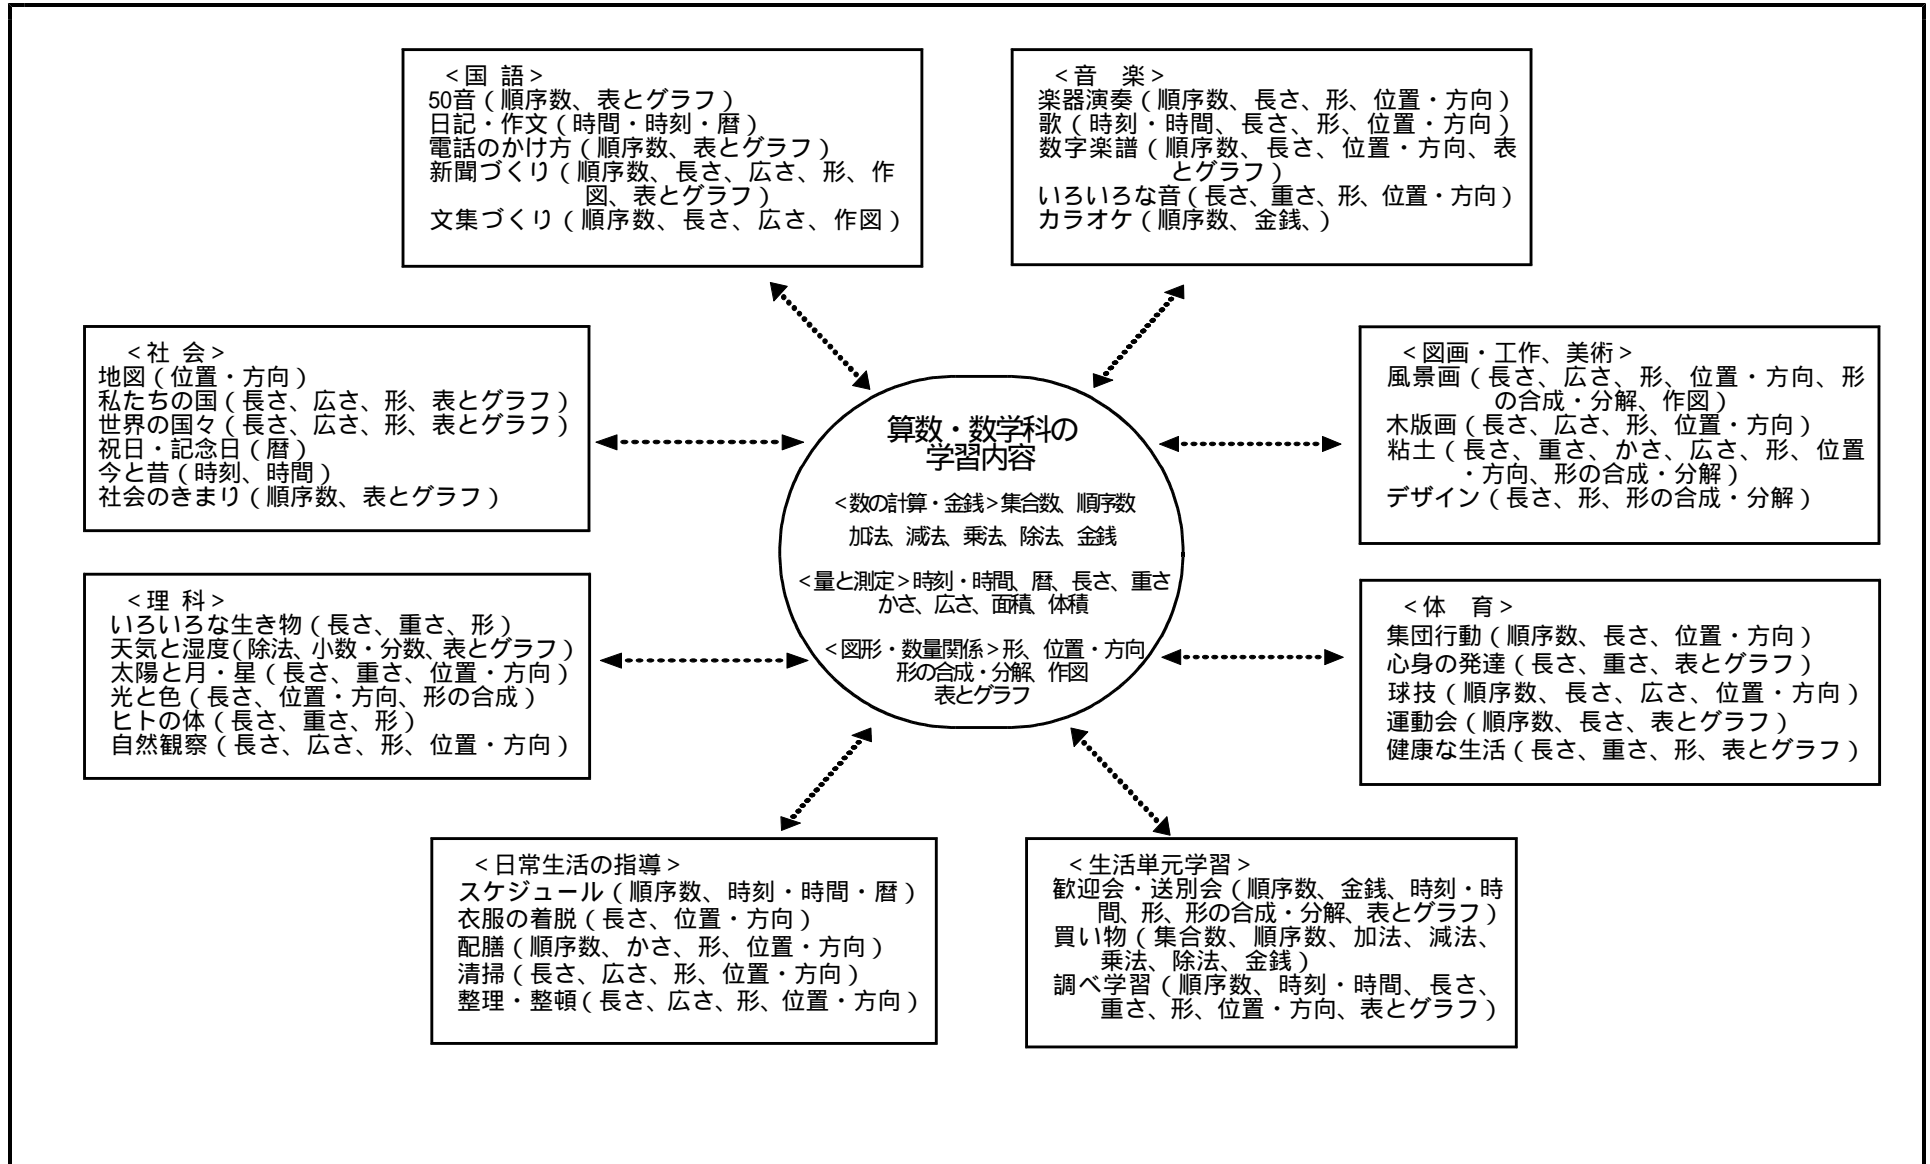 <国 語>
50音（順序数、表とグラフ）
日記・作文（時間・時刻・暦）
電話のかけ方（順序数、表とグラフ）
新聞づくり（順序数、長さ、広さ、形、作
図、表とグラフ）
文集づくり（順序数、長さ、広さ、作図）
<音　楽>
楽器演奏（順序数、長さ、形、位置・方向）
歌（時刻・時間、長さ、形、位置・方向）
数字楽譜（順序数、長さ、位置・方向、表
とグラフ）
いろいろな音（長さ、重さ、形、位置・方向）
カラオケ（順序数、金銭、）
<社 会>
地図（位置・方向）
私たちの国（長さ、広さ、形、表とグラフ）
世界の国々（長さ、広さ、形、表とグラフ）
祝日・記念日（暦）
今と昔（時刻、時間）
社会のきまり（順序数、表とグラフ）
<図画・工作、美術>
風景画（長さ、広さ、形、位置・方向、形
の合成・分解、作図）
木版画（長さ、広さ、形、位置・方向）
粘土（長さ、重さ、かさ、広さ、形、位置
・方向、形の合成・分解）
デザイン（長さ、形、形の合成・分解）
算数・数学科の
学習内容
<数の計算・金銭>集合数、順序数
加法、減法、乗法、除法、金銭
<量と測定>時刻・時間、暦、長さ、重さ
かさ、広さ、面積、体積
<図形・数量関係>形、位置・方向
形の合成・分解、作図
表とグラフ
<理 科>
いろいろな生き物（長さ、重さ、形）
天気と湿度（除法、小数・分数、表とグラフ）
太陽と月・星（長さ、重さ、位置・方向）
光と色（長さ、位置・方向、形の合成）
ヒトの体（長さ、重さ、形）
自然観察（長さ、広さ、形、位置・方向）
<体　育>
集団行動（順序数、長さ、位置・方向）
心身の発達（長さ、重さ、表とグラフ）
球技（順序数、長さ、広さ、位置・方向）
運動会（順序数、長さ、表とグラフ）
健康な生活（長さ、重さ、形、表とグラフ）
<日常生活の指導>
スケジュール（順序数、時刻・時間・暦）
衣服の着脱（長さ、位置・方向）
配膳（順序数、かさ、形、位置・方向）
清掃（長さ、広さ、形、位置・方向）
整理・整頓（長さ、広さ、形、位置・方向）
<生活単元学習>
歓迎会・送別会（順序数、金銭、時刻・時
間、形、形の合成・分解、表とグラフ）
買い物（集合数、順序数、加法、減法、
乗法、除法、金銭）
調べ学習（順序数、時刻・時間、長さ、
重さ、形、位置・方向、表とグラフ）